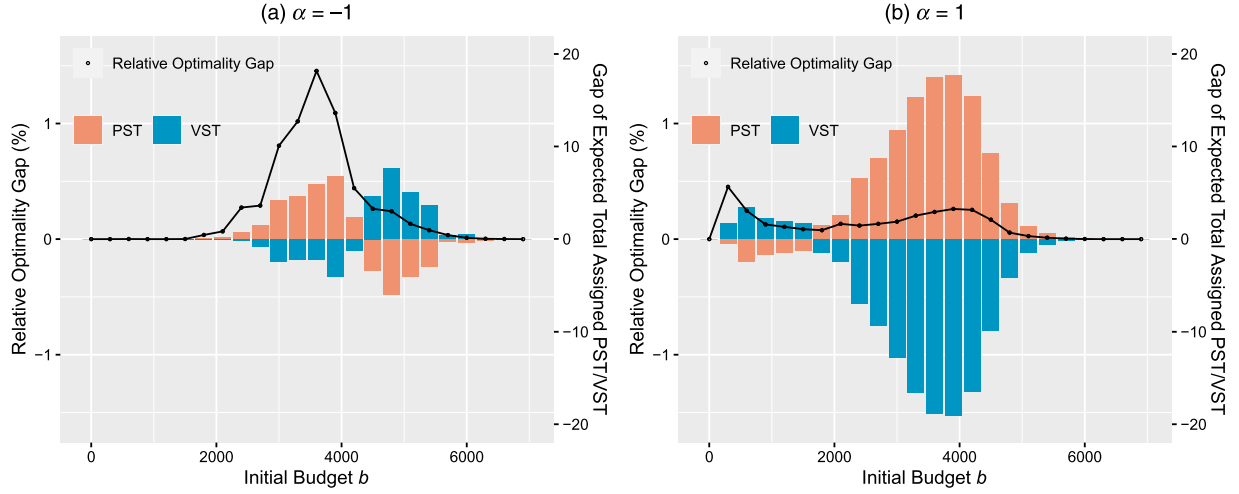 (a) α = −1
Relative Optimality Gap
PST
VST
Relative Optimality Gap (%)
1
0
−1
20
10
0
−10
−20
Gap of Expected Total Assigned PST/VST
0
2000
4000
6000
Initial Budget b
(b) α = 1
Relative Optimality Gap
PST
VST
Relative Optimality Gap (%)
1
0
−1
20
10
0
−10
−20
Gap of Expected Total Assigned PST/VST
0
2000
4000
6000
Initial Budget b